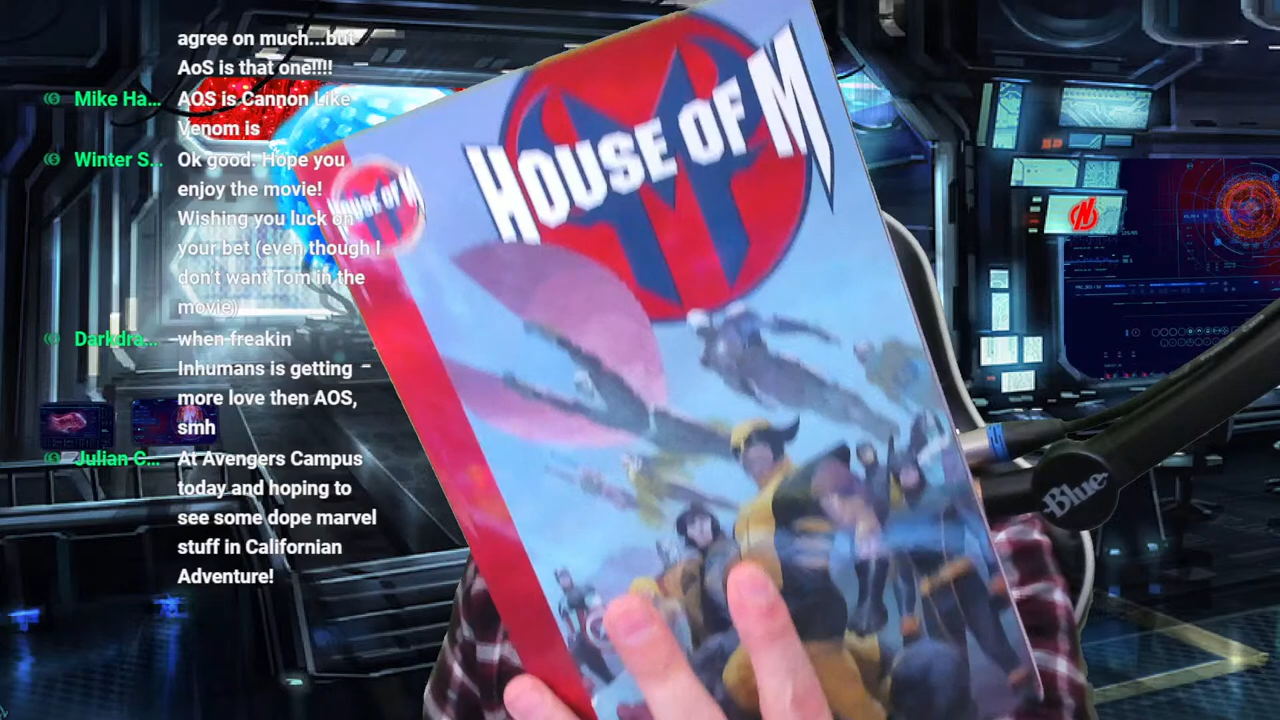 agree on much...but
AoS is that one!!!!
Mike Ha... AOS is Cannon Like
Venom is
Winter S... Ok good. Hope you
enjoy the movie!
Wishing you luck on
your bet (even though I
don't want Tom in the
movie)
Darkdra... when freakin
Inhumans is getting
more love then AOS,
smh
Julian C... At Avengers Campus
today and hoping to
see some dope marvel
stuff in Californian
Adventure!
HOUSE OF M
HOUSE OF M
Blue